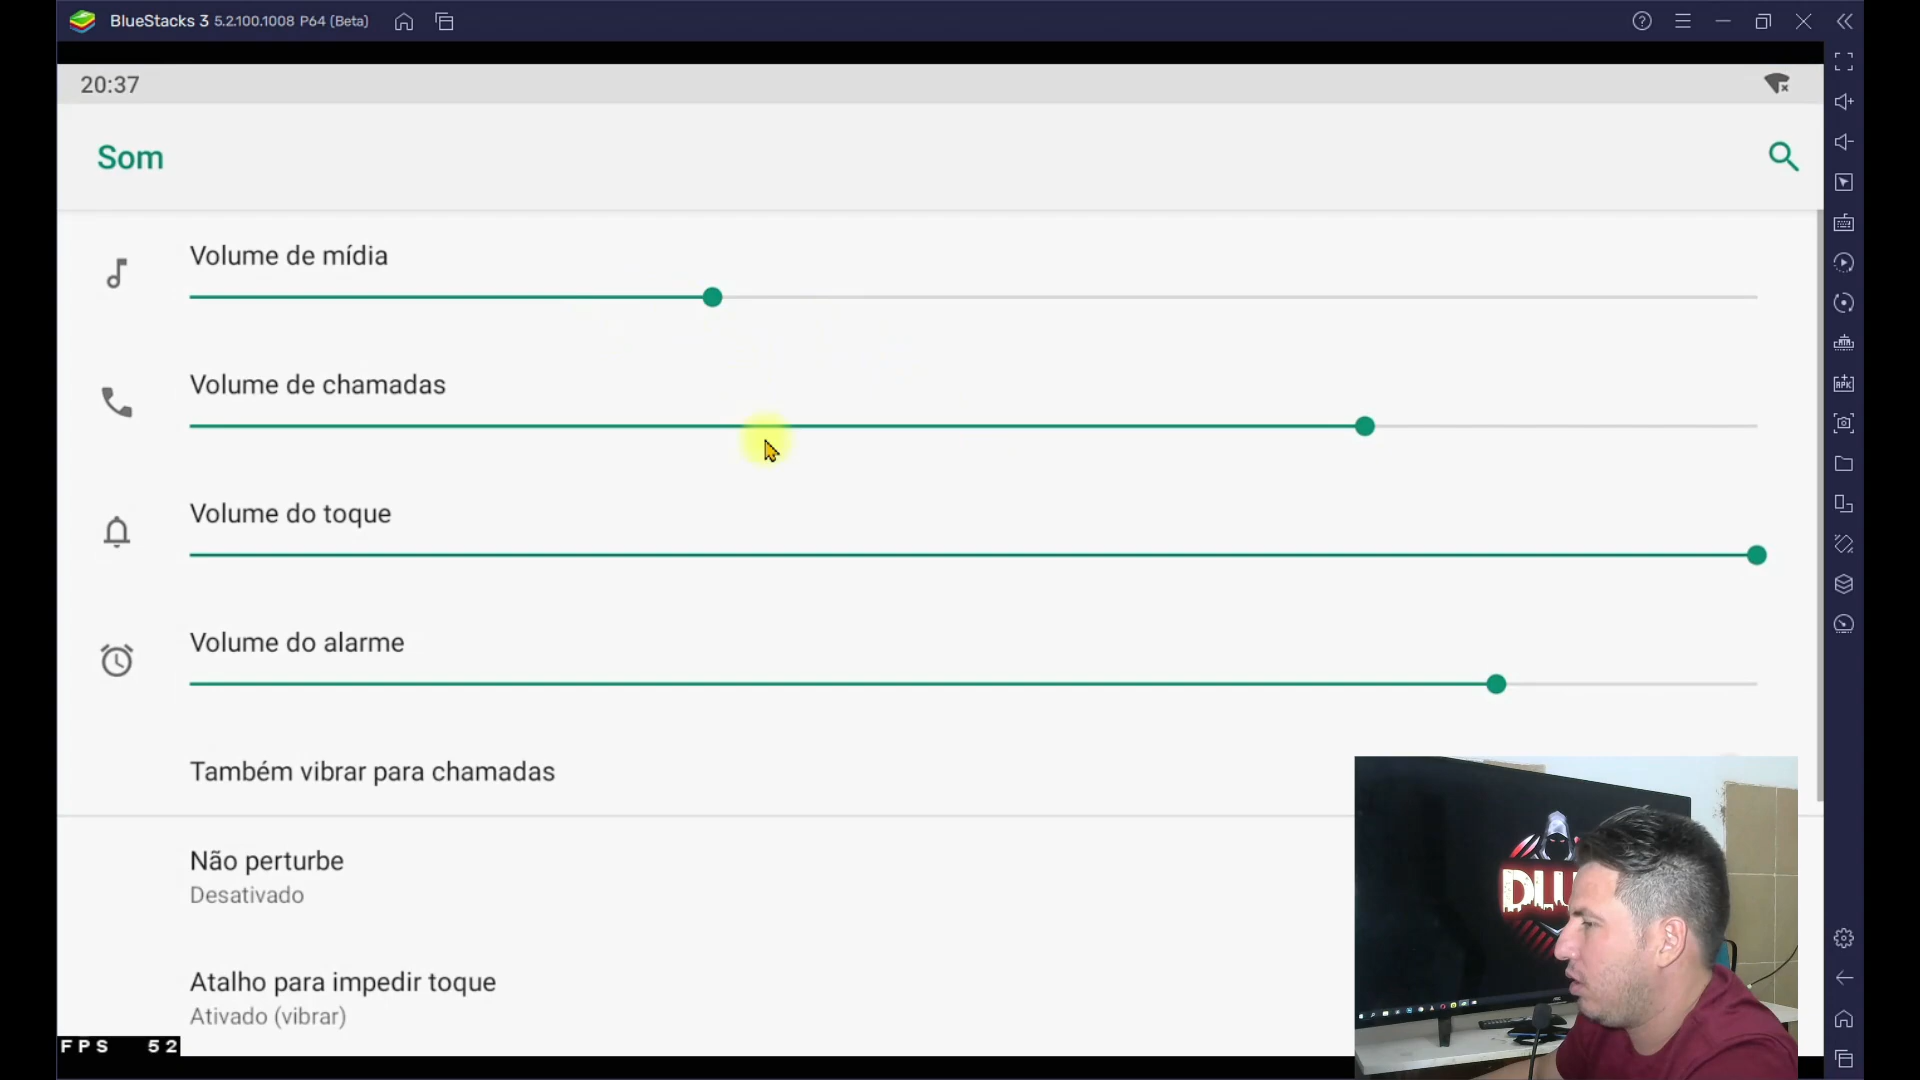 BlueStacks 3 5.2.100.1008 P64 (Beta)
20:37
Som
Volume de mídia
Volume de chamadas
Volume do toque
Volume do alarme
Também vibrar para chamadas
Não perturbe
Desativado
Atalho para impedir toque
Ativado (vibrar)
FPS 52
APK